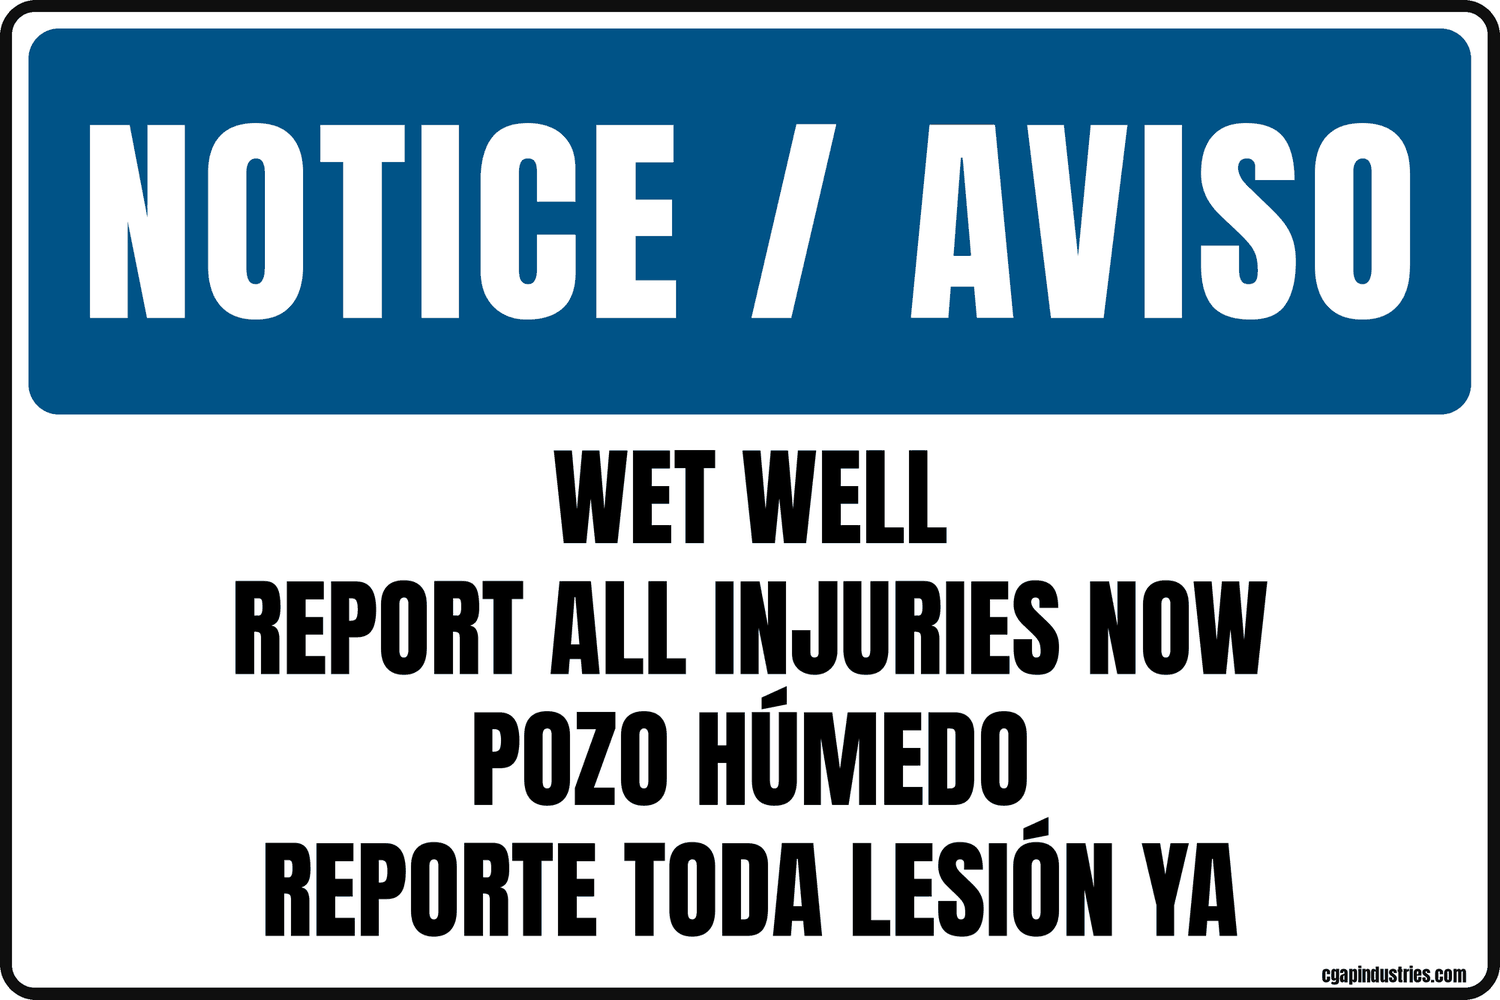 NOTICE / AVISO
WET WELL
REPORT ALL INJURIES NOW
POZO HÚMEDO
REPORTE TODA LESIÓN YA
cgapindustries.com